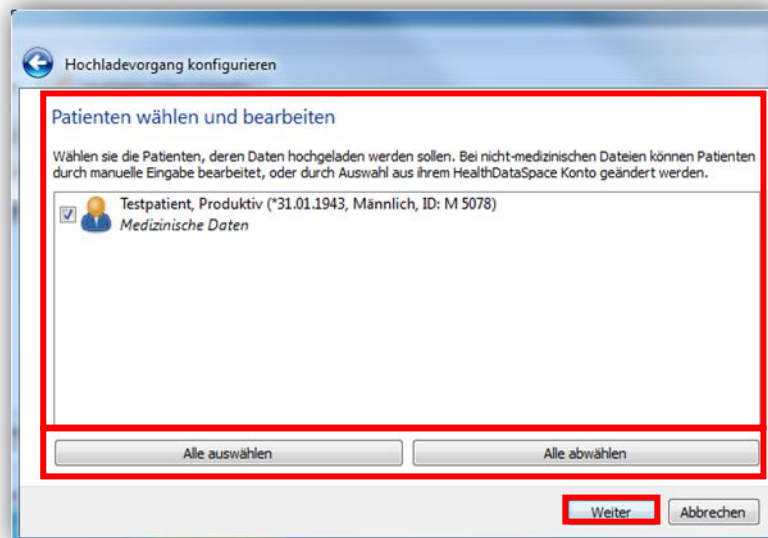 Hochladevorgang konfigurieren
Patienten wählen und bearbeiten
Wählen sie die Patienten, deren Daten hochgeladen werden sollen. Bei nicht-medizinischen Dateien können Patienten
durch manuelle Eingabe bearbeitet, oder durch Auswahl aus ihrem HealthDataSpace Konto geändert werden.
Testpatient, Produktiv (*31.01.1943, Männlich, ID: M 5078)
Medizinische Daten
Alle auswählen Alle abwählen
Weiter Abbrechen